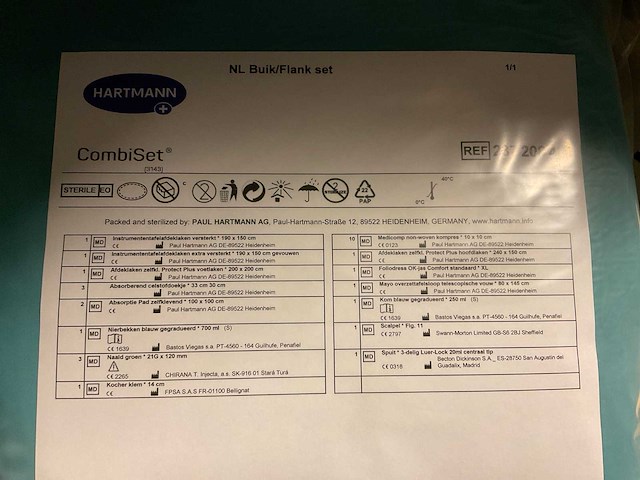 NL Buik/Flank set
1/1
HARTMANN
CombiSet®
[3143]
REF
STERILE EO
22
PAP
0°C
40°C
Packed and sterilized by: PAUL HARTMANN AG, Paul-Hartmann-Straße 12, 89522 HEIDENHEIM, GERMANY, www.hartmann.info
1 MD Instrumententafelafdeklaken versterkt * 190 x 150 cm
CE Paul Hartmann AG DE-89522 Heidenheim
1 MD Instrumententafelafdeklaken extra versterkt * 190 x 150 cm gevouwen
CE Paul Hartmann AG DE-89522 Heidenheim
1 MD Afdeklaken zelfkl. Protect Plus voetlaken * 200 x 200 cm
CE Paul Hartmann AG DE-89522 Heidenheim
3 Absorberend celstofdoekje * 33 cm 30 cm
Paul Hartmann AG DE-89522 Heidenheim
2 MD Absorptie Pad zelfklevend * 100 x 100 cm
CE Paul Hartmann AG DE-89522 Heidenheim
1 MD Nierbekken blauw gegradueerd * 700 ml (S)
CE 1639 Bastos Viegas s.a. PT-4560 - 164 Guilhufe, Penafiel
3 MD Naald groen * 21G x 120 mm
CE 2265 CHIRANA T. Injecta, a.s. SK-916 01 Stará Turá
1 MD Kocher klem * 14 cm
CE FPSA S.A.S FR-01100 Bellignat
10 MD Medicomp non woven kompres * 10 x 10 cm
CE 0123 Paul Hartmann AG DE-89522 Heidenheim
1 MD Afdeklaken zelfkl. Protect Plus hoofdlaken * 240 x 150 cm
CE Paul Hartmann AG DE-89522 Heidenheim
1 MD Foliodress OK-jas Comfort standaard * XL
CE Paul Hartmann AG DE-89522 Heidenheim
1 MD Mayo overzettafelsloop telescopische vouw * 80 x 145 cm
CE Paul Hartmann AG DE-89522 Heidenheim
1 MD Kom blauw gegradueerd * 250 ml (S)
CE 1639 Bastos Viegas s.a. PT-4560 - 164 Guilhufe, Penafiel
1 MD Scalpel * Fig. 11
CE 2797 Swann-Morton Limited GB-S6 2BJ Sheffield
1 MD Spuit * 3-delig Luer-Lock 20ml centraal tip
CE 0318 Becton Dickinson S.A._ ES-28750 San Augustin del
Guadalix, Madrid